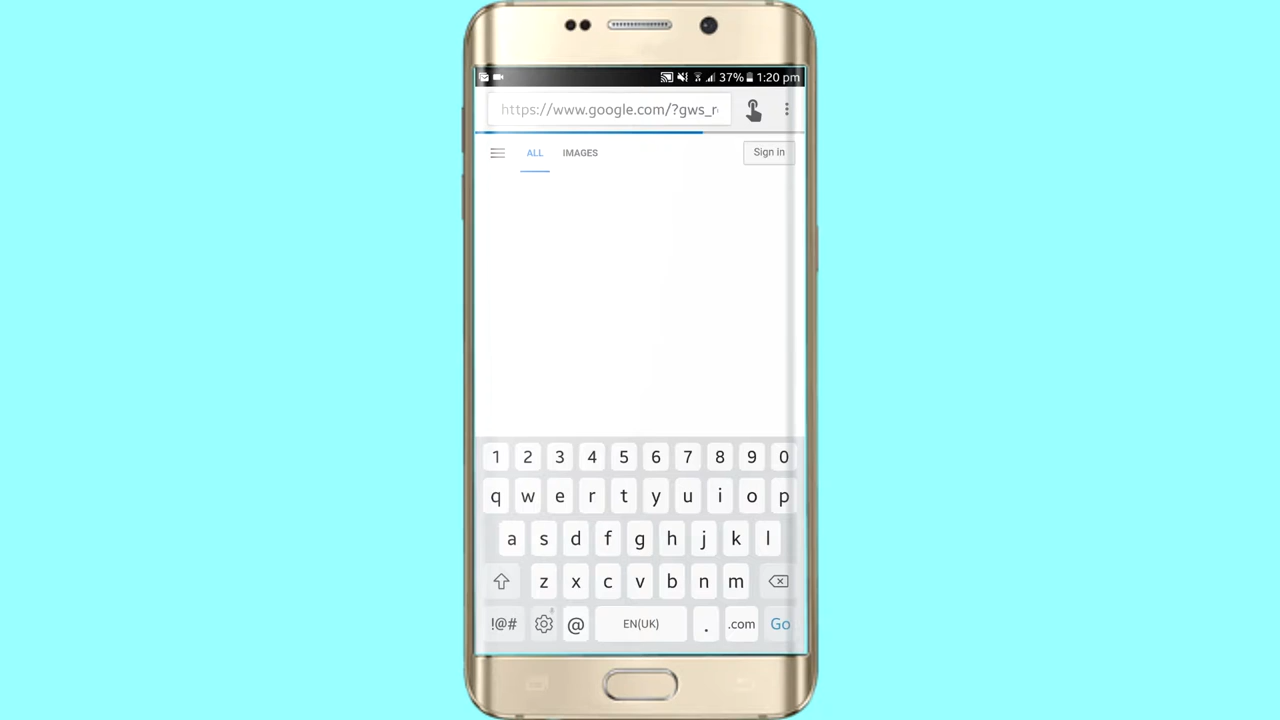 37% 1:20 pm
https://www.google.com/?gws_r
ALL IMAGES Sign in
1 2 3 4 5 6 7 8 9 0
q w e r t y u i o p
a s d f g h j k l
z x c v b n m
!@# @ EN(UK) . .com Go